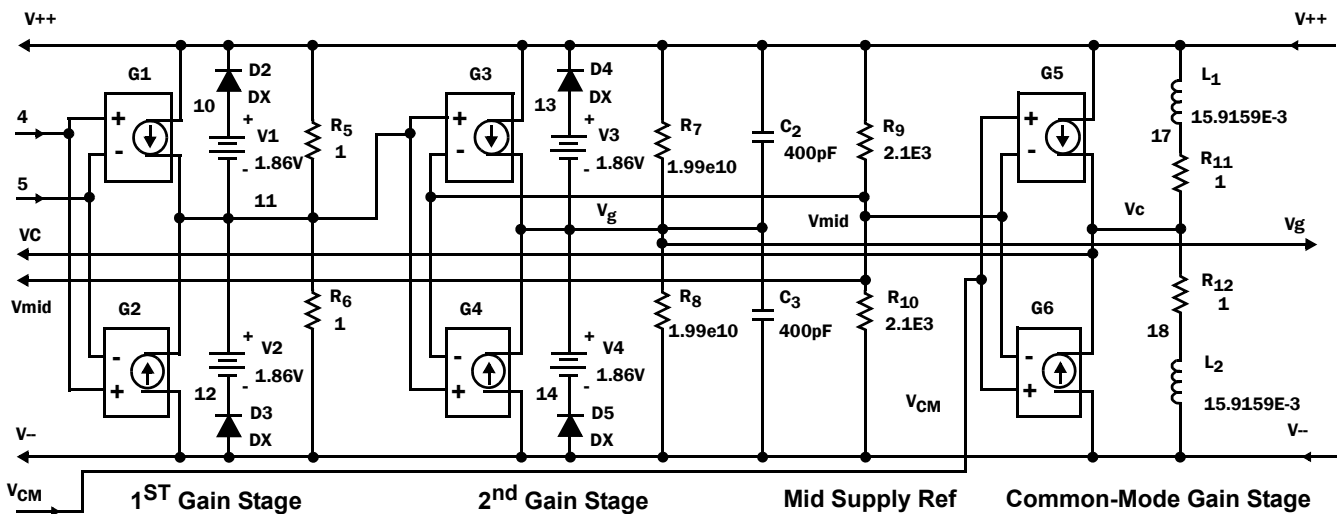 V++
V++
G1
D2
DX
G3
D4
DX
G5
L1
15.9159E-3
4
+
-
10
+
V1
1.86V
-
R5
1
+
-
13
+
V3
1.86V
-
R7
1.99e10
C2
400pF
R9
2.1E3
+
-
17
R11
1
5
11
Vg
Vmid
Vc
VC
Vg
Vmid
G2
-
+
+
V2
1.86V
-
12
D3
DX
R6
1
G4
-
+
+
V4
1.86V
-
14
D5
DX
R8
1.99e10
C3
400pF
R10
2.1E3
G6
-
+
R12
1
18
L2
15.9159E-3
VCM
V--
V--
VCM
1ST Gain Stage
2nd Gain Stage
Mid Supply Ref
Common-Mode Gain Stage